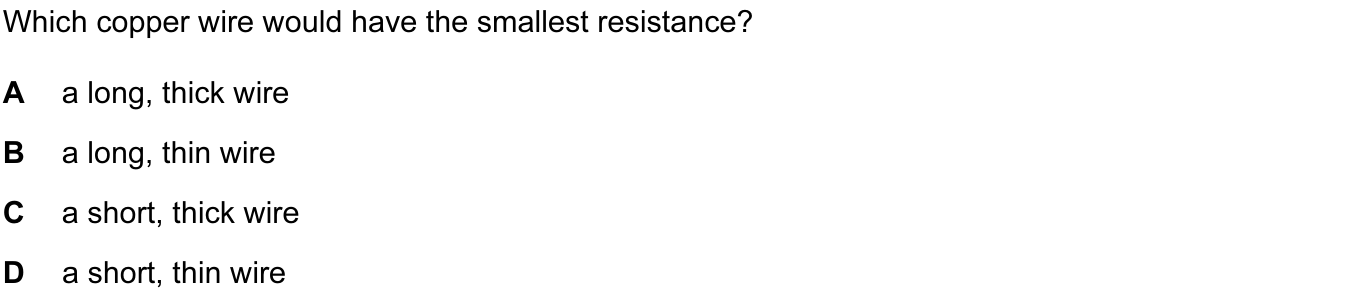 Which copper wire would have the smallest resistance?
A a long, thick wire
B a long, thin wire
C a short, thick wire
D a short, thin wire